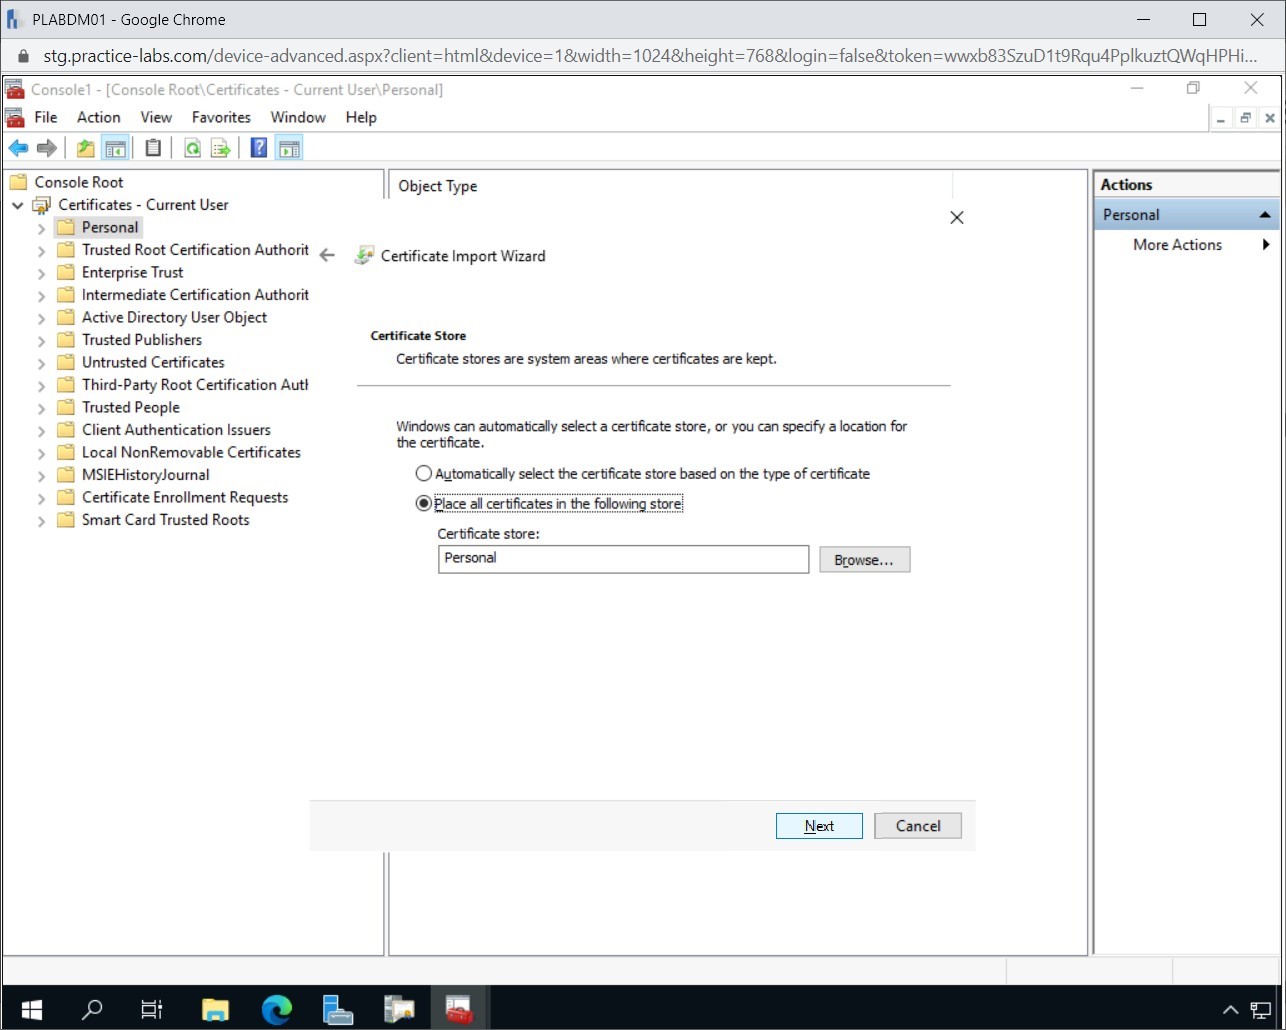 PLABDM01 - Google Chrome
stg.practice-labs.com/device-advanced.aspx?client=html&device=1&width=1024&height=768&login=false&token=wwxb83SzuD1t9Rqu4PplkuztQWqHPHi...
Console1 - [Console Root\Certificates - Current User\Personal]
File Action View Favorites Window Help
Console Root
Certificates - Current User
Personal
Trusted Root Certification Authorit
Enterprise Trust
Intermediate Certification Authorit
Active Directory User Object
Trusted Publishers
Untrusted Certificates
Third-Party Root Certification Auth
Trusted People
Client Authentication Issuers
Local NonRemovable Certificates
MSIEHistoryJournal
Certificate Enrollment Requests
Smart Card Trusted Roots
Object Type
Certificate Import Wizard
Certificate Store
Certificate stores are system areas where certificates are kept.
Windows can automatically select a certificate store, or you can specify a location for
the certificate.
Automatically select the certificate store based on the type of certificate
Place all certificates in the following store
Certificate store:
Personal
Browse...
Next
Cancel
Actions
Personal
More Actions